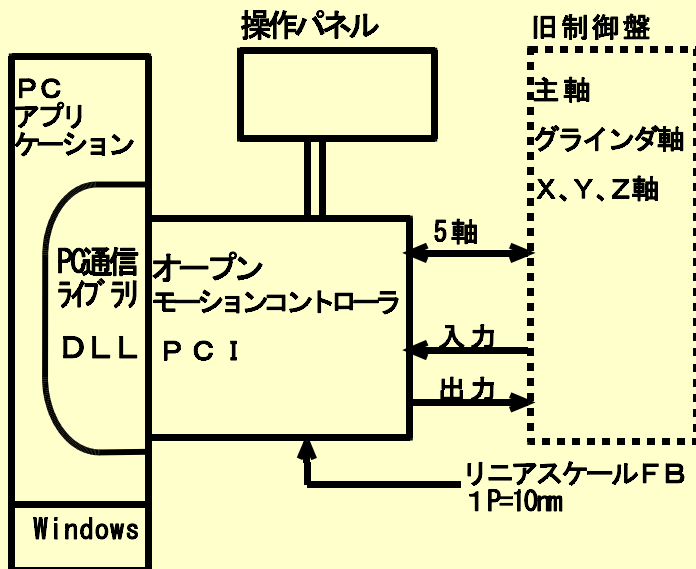 操作パネル
旧制御盤
ＰＣ
アプリ
ケーション
主軸
グラインダ軸
Ｘ、Ｙ、Ｚ軸
5軸
PC通信
ライブラリ
ＤＬＬ
オープン
モーションコントローラ
ＰＣＩ
入力
出力
リニアスケールＦＢ
１P=10nm
Windows